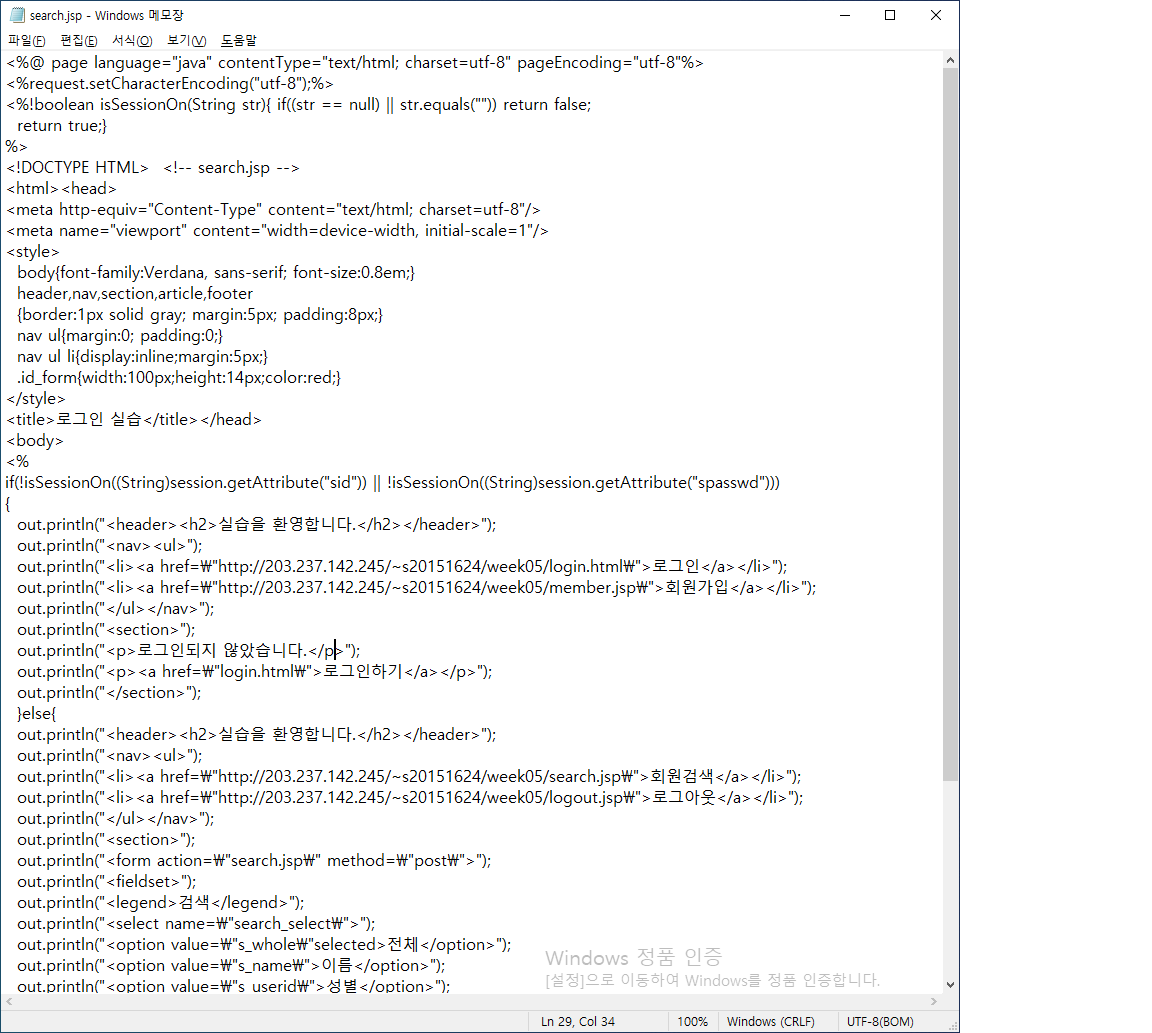 search.jsp - Windows 메모장
파일(F) 편집(E) 서식(O) 보기(V) 도움말
<%@ page language="java" contentType="text/html; charset=utf-8" pageEncoding="utf-8"%>
<%request.setCharacterEncoding("utf-8");%>
<%!boolean isSessionOn(String str){ if((str == null) || str.equals("")) return false;
return true;}
%>
<!DOCTYPE HTML> <!-- search.jsp -->
<html><head>
<meta http-equiv="Content-Type" content="text/html; charset=utf-8"/>
<meta name="viewport" content="width=device-width, initial-scale=1"/>
<style>
body{font-family:Verdana, sans-serif; font-size:0.8em;}
header,nav,section,article,footer
{border:1px solid gray; margin:5px; padding:8px;}
nav ul{margin:0; padding:0;}
nav ul li{display:inline;margin:5px;}
.id_form{width:100px;height:14px;color:red;}
</style>
<title>로그인 실습</title></head>
<body>
<%
if(!isSessionOn((String)session.getAttribute("sid")) || !isSessionOn((String)session.getAttribute("spasswd")))
{
out.println("<header><h2>실습을 환영합니다.</h2></header>");
out.println("<nav><ul>");
out.println("<li><a href=₩"http://203.237.142.245/~s20151624/week05/login.html₩">로그인</a></li>");
out.println("<li><a href=₩"http://203.237.142.245/~s20151624/week05/member.jsp₩">회원가입</a></li>");
out.println("</ul></nav>");
out.println("<section>");
out.println("<p>로그인되지 않았습니다.</p>");
out.println("<p><a href=₩"login.html₩">로그인하기</a></p>");
out.println("</section>");
}else{
out.println("<header><h2>실습을 환영합니다.</h2></header>");
out.println("<nav><ul>");
out.println("<li><a href=₩"http://203.237.142.245/~s20151624/week05/search.jsp₩">회원검색</a></li>");
out.println("<li><a href=₩"http://203.237.142.245/~s20151624/week05/logout.jsp₩">로그아웃</a></li>");
out.println("</ul></nav>");
out.println("<section>");
out.println("<form action=₩"search.jsp₩" method=₩"post₩">");
out.println("<fieldset>");
out.println("<legend>검색</legend>");
out.println("<select name=₩"search_select₩">");
out.println("<option value=₩"s_whole₩"selected>전체</option>");
out.println("<option value=₩"s_name₩">이름</option>");
out.println("<option value=₩"s_userid₩">성별</option>");
Windows 정품 인증
[설정]으로 이동하여 Windows를 정품 인증합니다.
Ln 29, Col 34 100% Windows (CRLF) UTF-8(BOM)